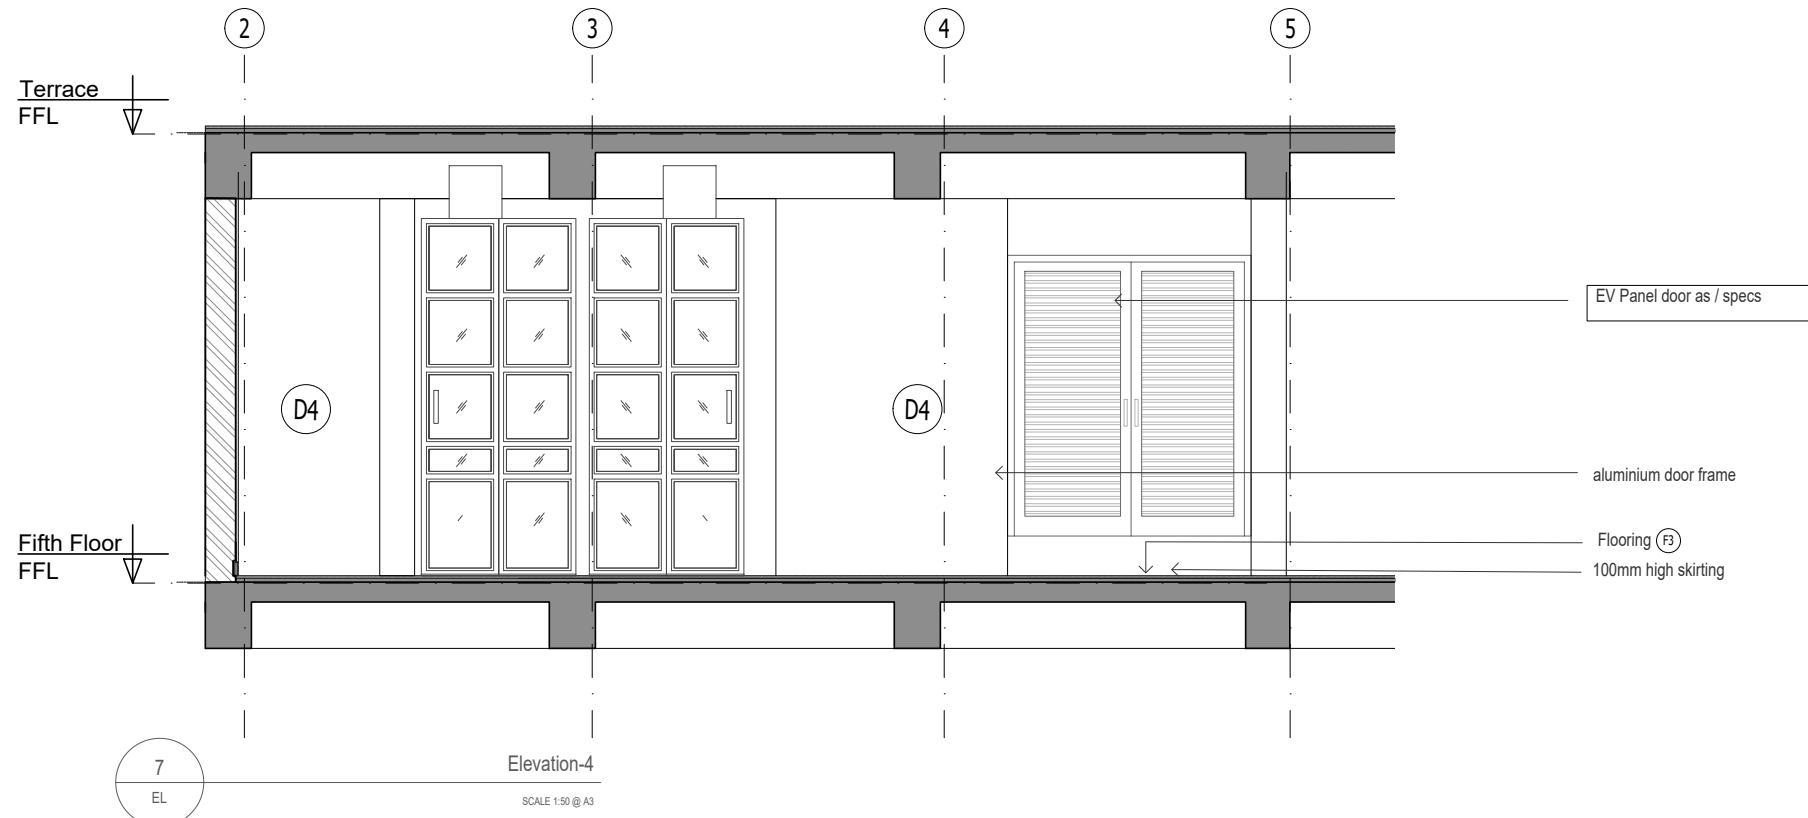 2
3
4
5
Terrace
FFL
EV Panel door as / specs
D4
D4
aluminium door frame
Fifth Floor
FFL
Flooring F3
100mm high skirting
7
EL
Elevation-4
SCALE 1:50 @ A3